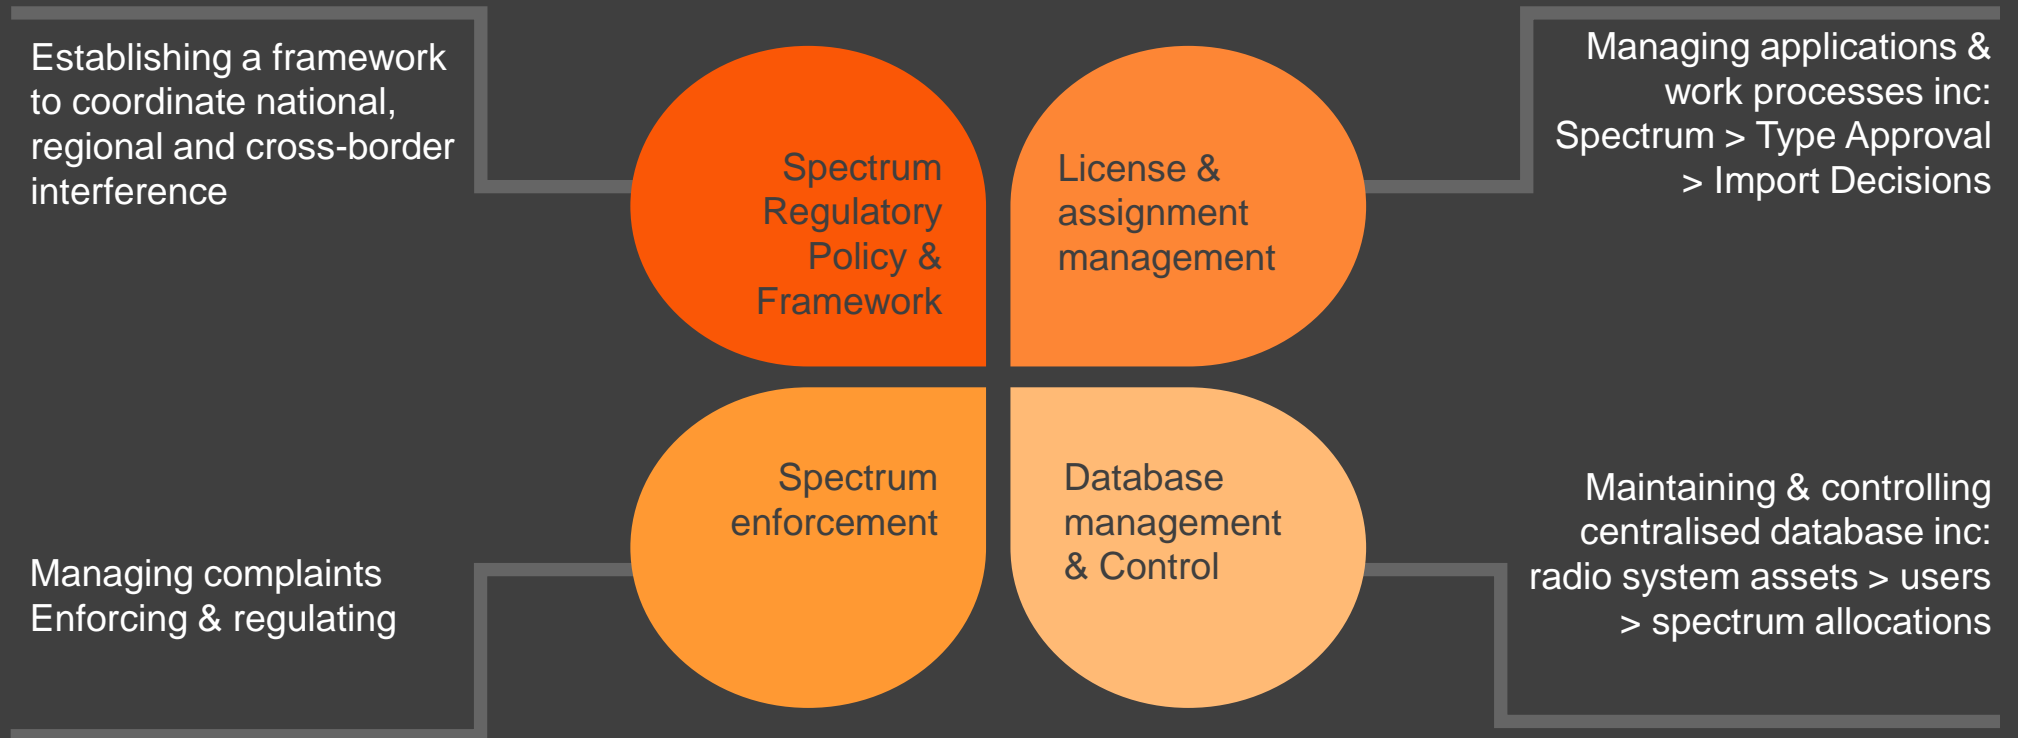 Establishing a framework
to coordinate national,
regional and cross-border
interference
Spectrum
Regulatory
Policy &
Framework
License &
assignment
management
Managing applications &
work processes inc:
Spectrum > Type Approval
> Import Decisions
Managing complaints
Enforcing & regulating
Spectrum
enforcement
Database
management
& Control
Maintaining & controlling
centralised database inc:
radio system assets > users
> spectrum allocations